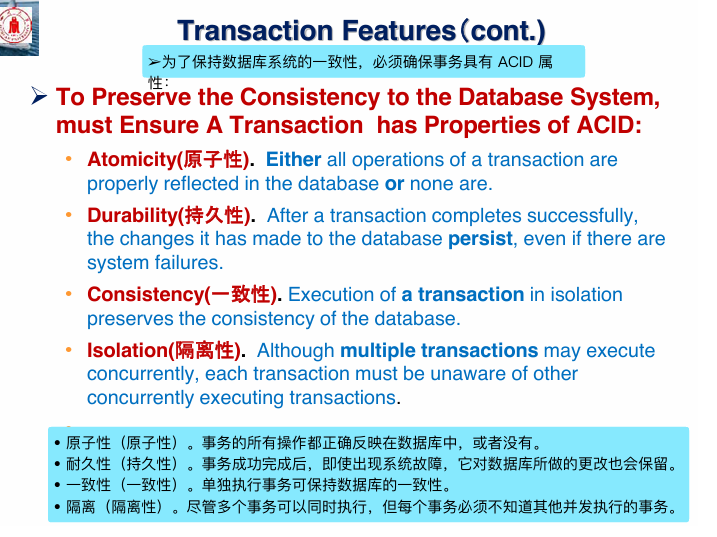 Transaction Features（cont.)
➢为了保持数据库系统的一致性，必须确保事务具有 ACID 属
性：
➢ To Preserve the Consistency to the Database System,
must Ensure A Transaction has Properties of ACID:
• Atomicity(原子性). Either all operations of a transaction are
properly reflected in the database or none are.
• Durability(持久性). After a transaction completes successfully,
the changes it has made to the database persist, even if there are
system failures.
• Consistency(一致性). Execution of a transaction in isolation
preserves the consistency of the database.
• Isolation(隔离性). Although multiple transactions may execute
concurrently, each transaction must be unaware of other
concurrently executing transactions.
• 原子性（原子性）。事务的所有操作都正确反映在数据库中，或者没有。
• 耐久性（持久性）。事务成功完成后，即使出现系统故障，它对数据库所做的更改也会保留。
• 一致性（一致性）。单独执行事务可保持数据库的一致性。
• 隔离（隔离性）。尽管多个事务可以同时执行，但每个事务必须不知道其他并发执行的事务。